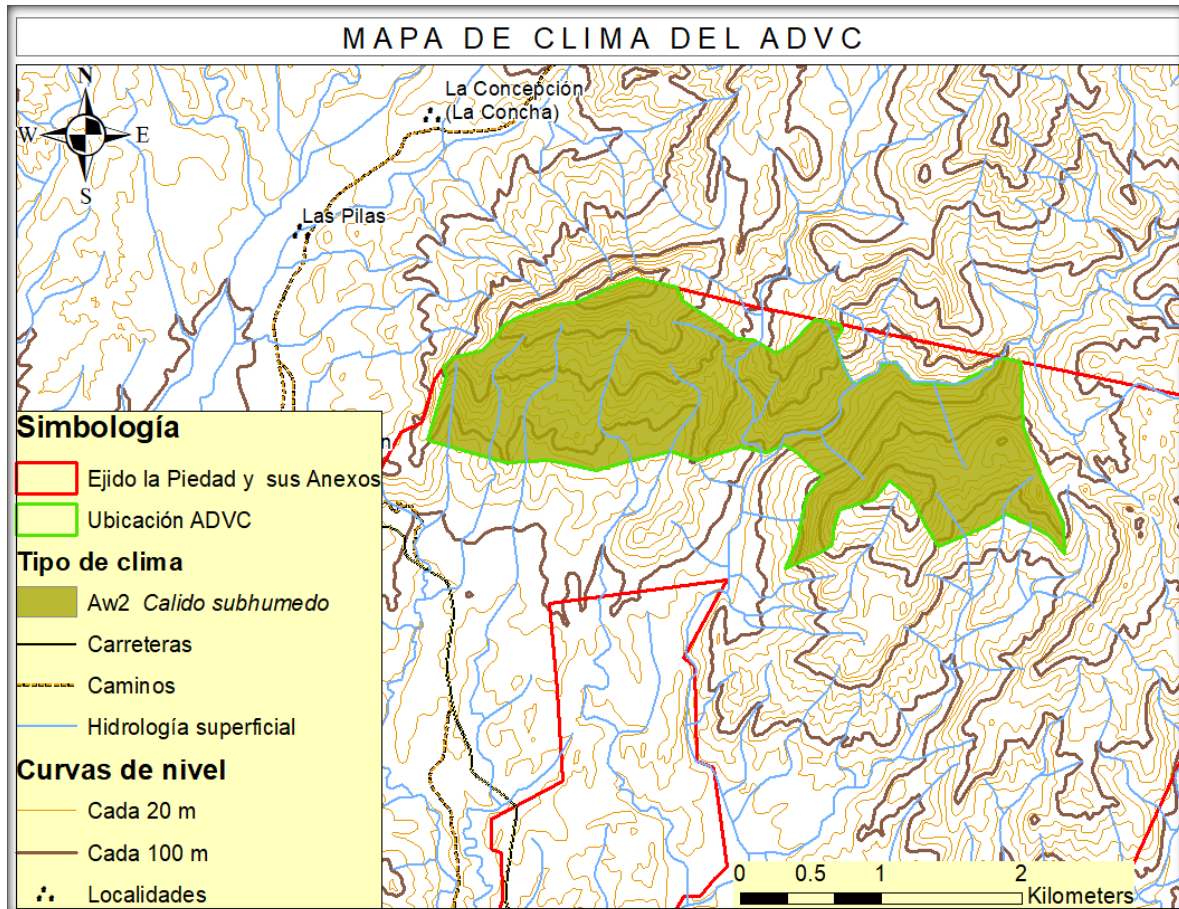 MAPA DE CLIMA DEL ADVC
N
W
E
S
La Concepción
(La Concha)
Las Pilas
n
Simbología
Ejido la Piedad y sus Anexos
Ubicación ADVC
Tipo de clima
Aw2 Calido subhumedo
Carreteras
Caminos
Hidrología superficial
Curvas de nivel
Cada 20 m
Cada 100 m
Localidades
0 0.5 1 2
Kilometers